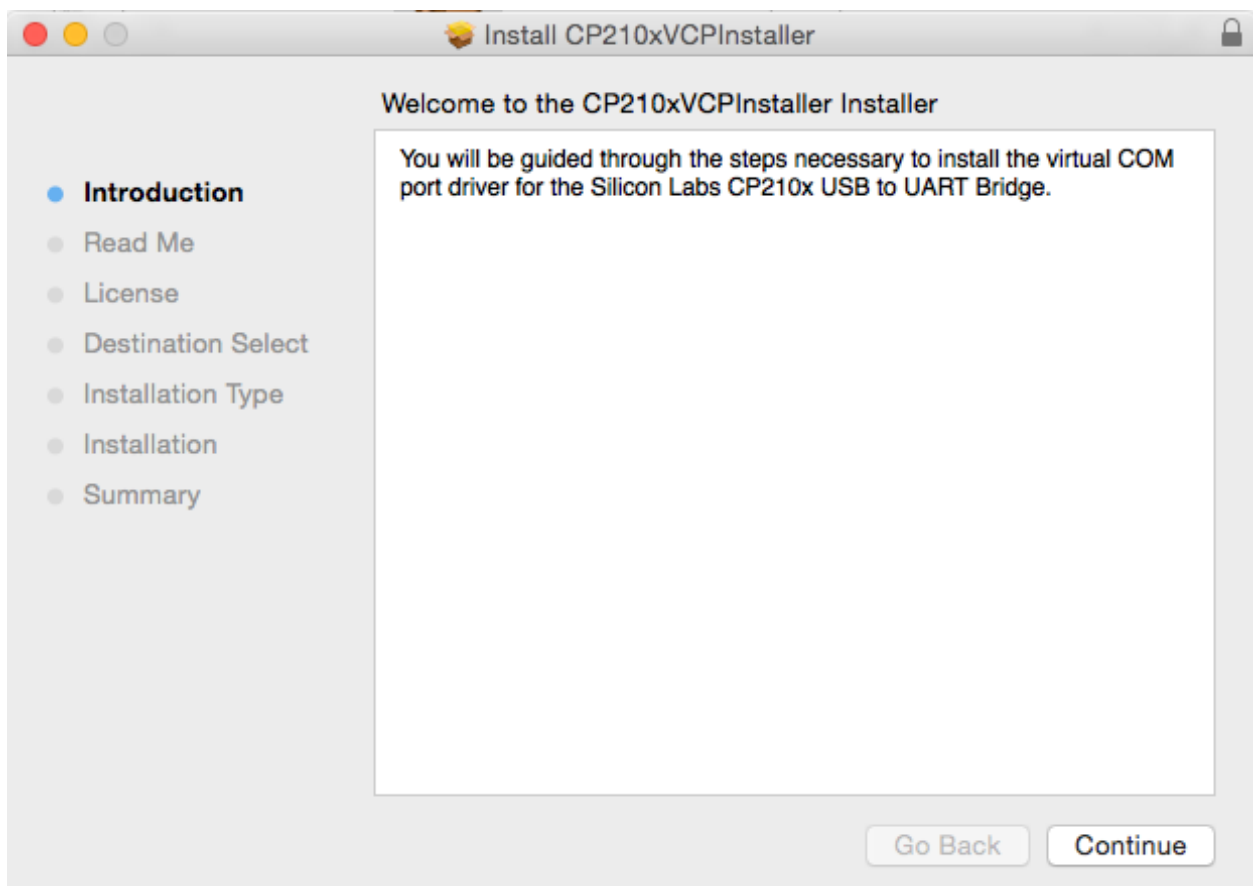 Install CP210xVCPInstaller
Welcome to the CP210xVCPInstaller Installer
You will be guided through the steps necessary to install the virtual COM
port driver for the Silicon Labs CP210x USB to UART Bridge.
Introduction
Read Me
License
Destination Select
Installation Type
Installation
Summary
Go Back
Continue